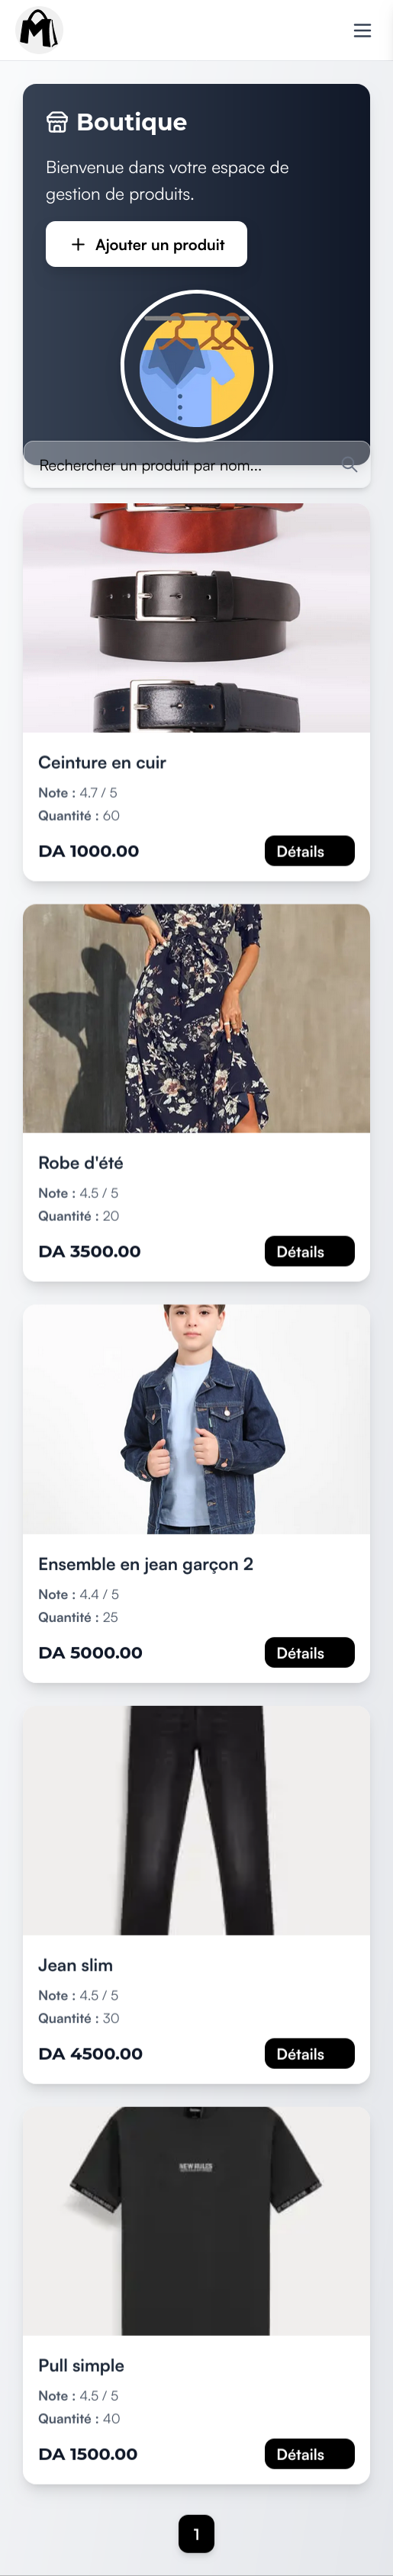 M
Boutique
Bienvenue dans votre espace de
gestion de produits.
Ajouter un produit
Rechercher un produit par nom...
Ceinture en cuir
Note : 4.7 / 5
Quantité : 60
DA 1000.00
Détails
Robe d'été
Note : 4.5 / 5
Quantité : 20
DA 3500.00
Détails
Ensemble en jean garçon 2
Note : 4.4 / 5
Quantité : 25
DA 5000.00
Détails
Jean slim
Note : 4.5 / 5
Quantité : 30
DA 4500.00
Détails
NEW RULES
Pull simple
Note : 4.5 / 5
Quantité : 40
DA 1500.00
Détails
1